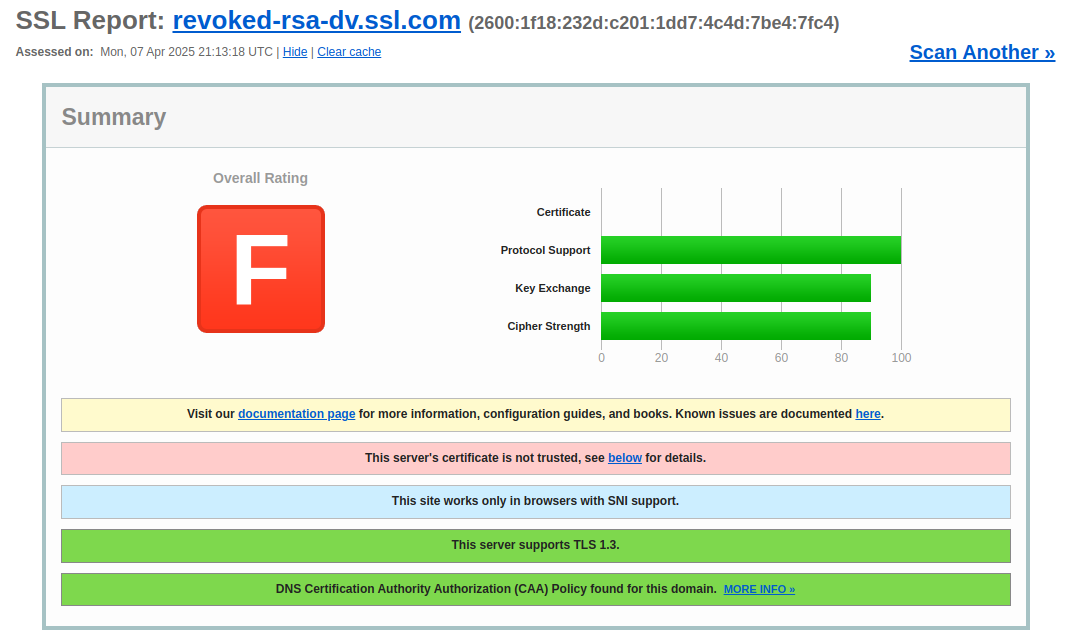 SSL Report: revoked-rsa-dv.ssl.com (2600:1f18:232d:c201:1dd7:4c4d:7be4:7fc4)
Assessed on: Mon, 07 Apr 2025 21:13:18 UTC | Hide | Clear cache
Scan Another »
Summary
Overall Rating
F
Certificate
Protocol Support
Key Exchange
Cipher Strength
0 20 40 60 80 100
Visit our documentation page for more information, configuration guides, and books. Known issues are documented here.
This server's certificate is not trusted, see below for details.
This site works only in browsers with SNI support.
This server supports TLS 1.3.
DNS Certification Authority Authorization (CAA) Policy found for this domain. MORE INFO »